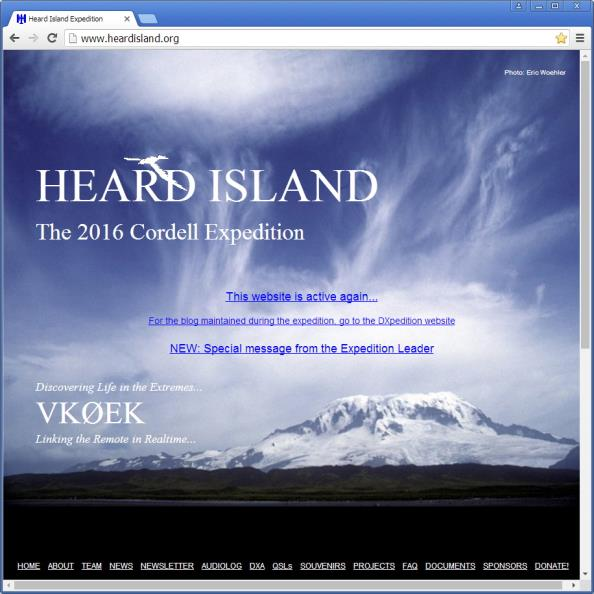 Heard Island Expedition
www.heardisland.org
Photo: Eric Woehler
HEARD ISLAND
The 2016 Cordell Expedition
This website is active again...
For the blog maintained during the expedition, go to the DXpedition website
NEW: Special message from the Expedition Leader
Discovering Life in the Extremes...
VKØEK
Linking the Remote in Realtime...
HOME ABOUT TEAM NEWS NEWSLETTER AUDIOLOG DXA QSLs SOUVENIRS PROJECTS FAQ DOCUMENTS SPONSORS DONATE!